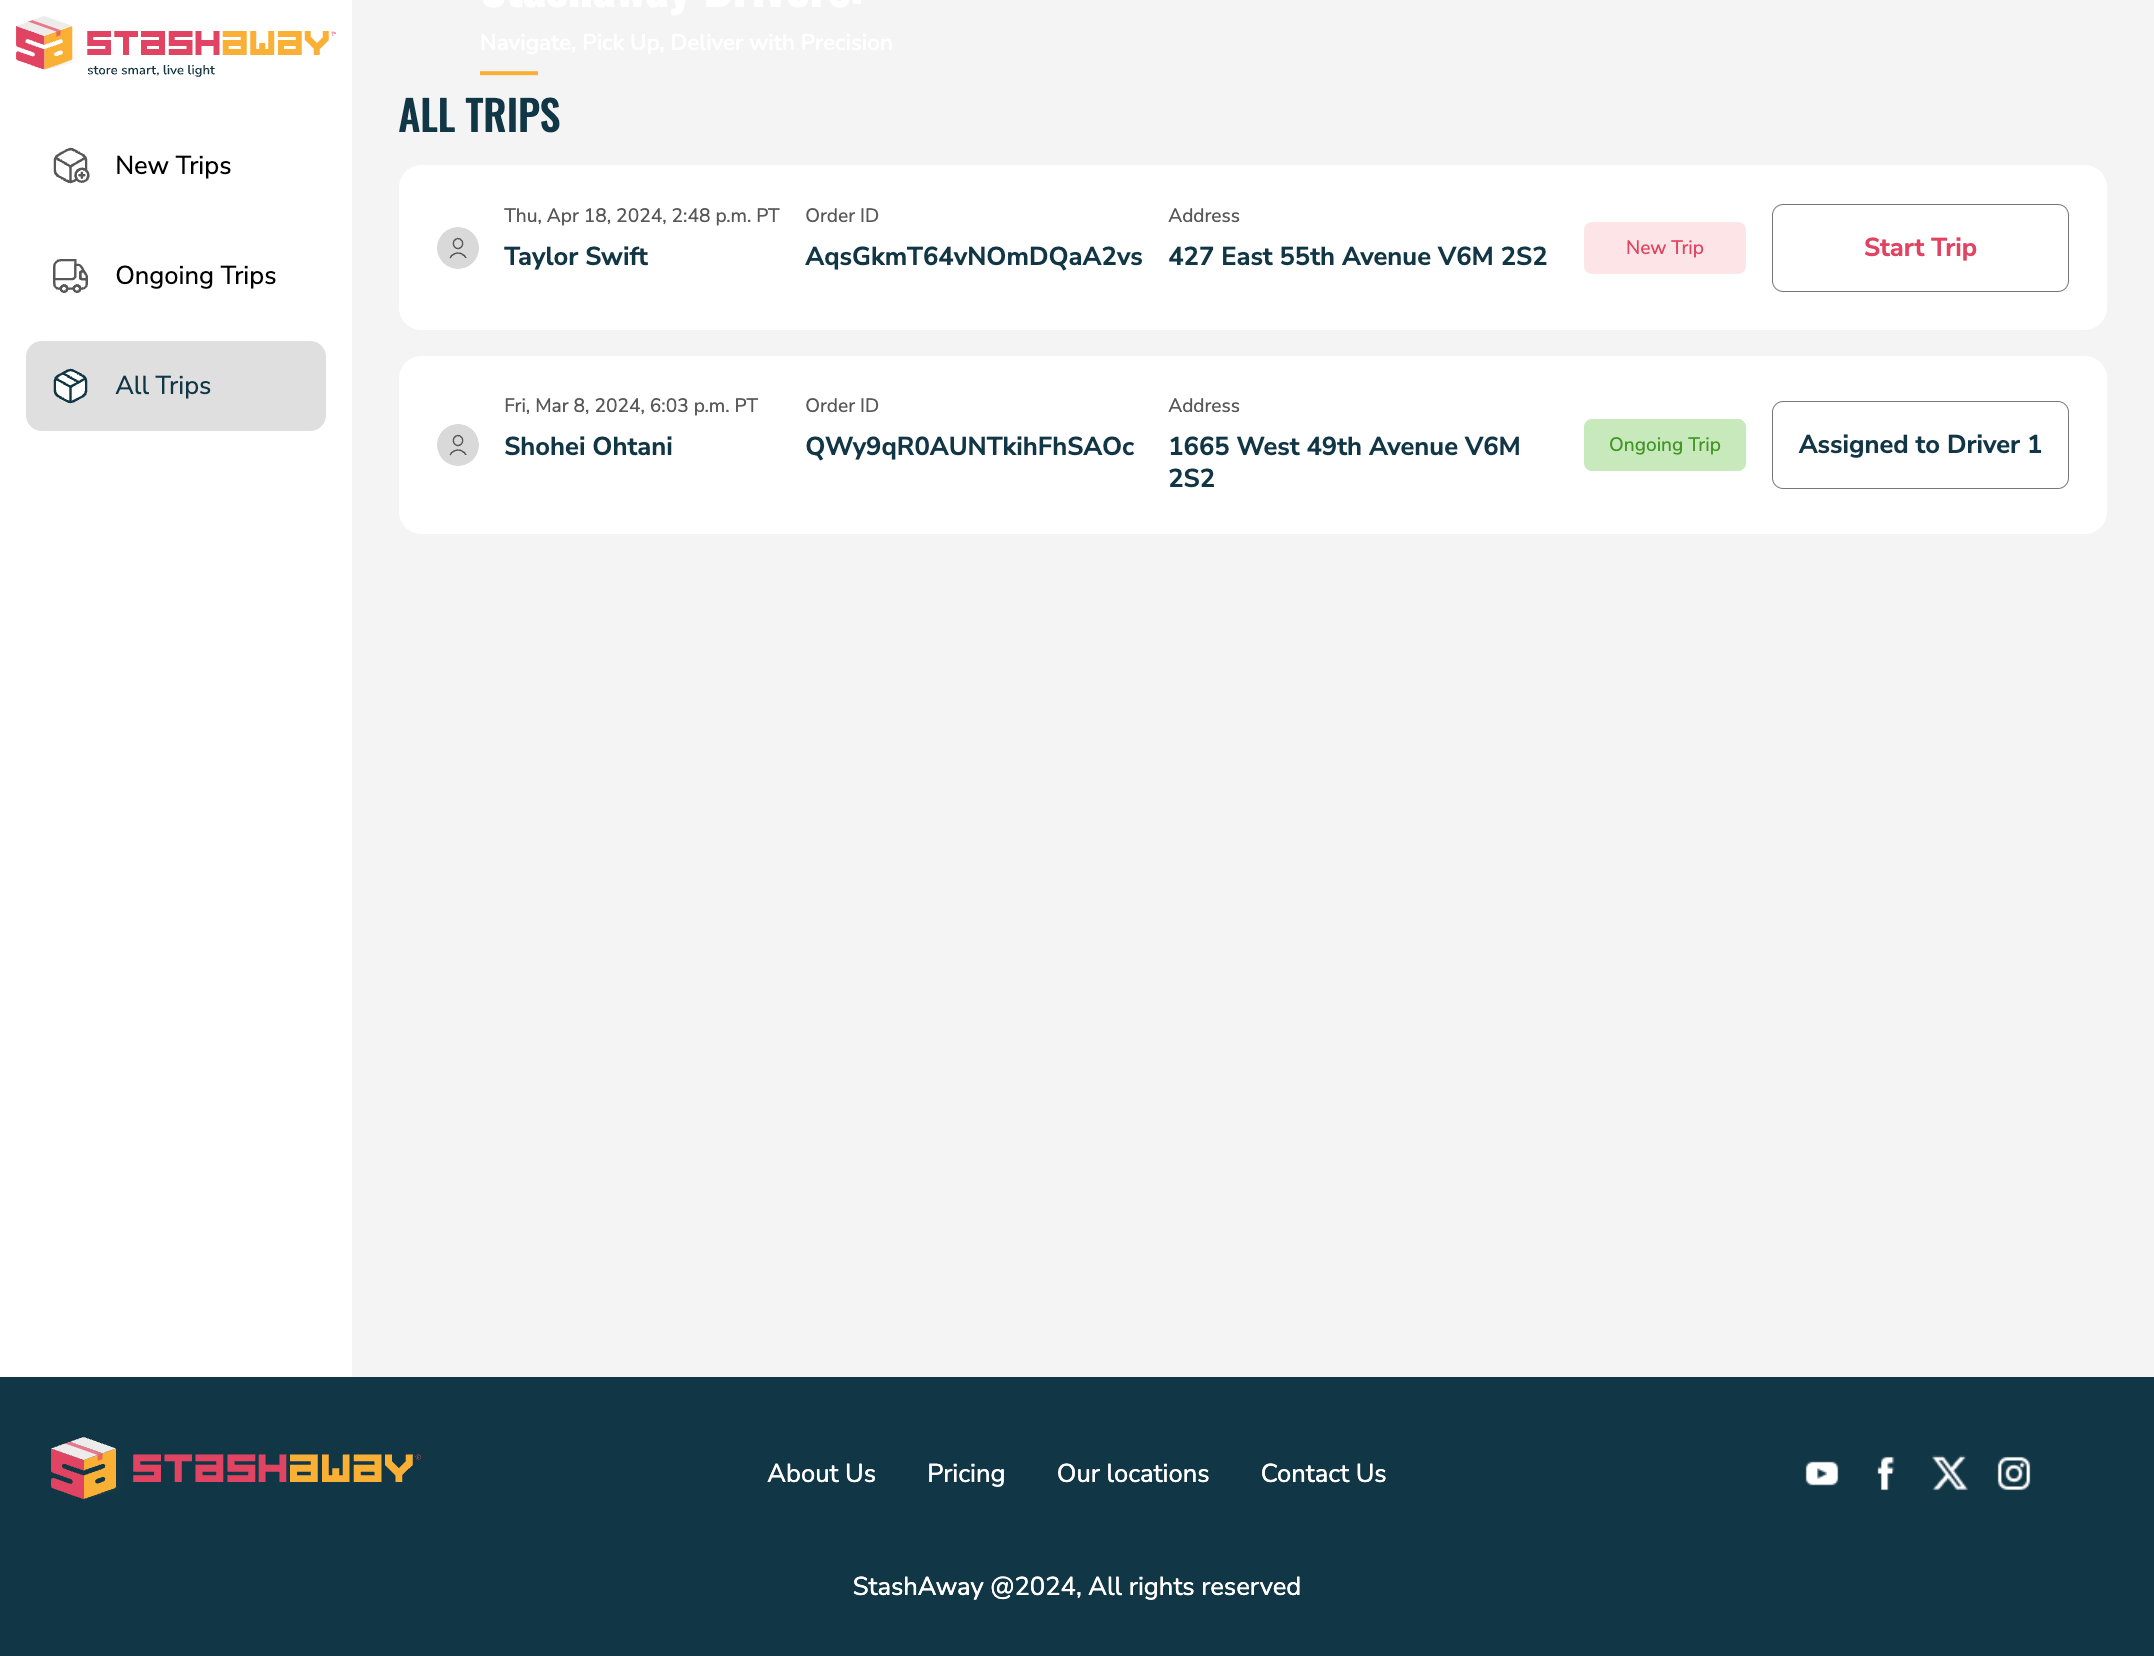 STASHAWAY
store smart, live light
New Trips
Ongoing Trips
All Trips
Stashaway Drivers.
Navigate, Pick Up, Deliver with Precision
ALL TRIPS
Thu, Apr 18, 2024, 2:48 p.m. PT
Taylor Swift
Order ID
AqsGkmT64vNOmDQaA2vs
Address
427 East 55th Avenue V6M 2S2
New Trip
Start Trip
Fri, Mar 8, 2024, 6:03 p.m. PT
Shohei Ohtani
Order ID
QWy9qR0AUNTkihFhSAOc
Address
1665 West 49th Avenue V6M
2S2
Ongoing Trip
Assigned to Driver 1
STASHAWAY
About Us
Pricing
Our locations
Contact Us
StashAway @2024, All rights reserved